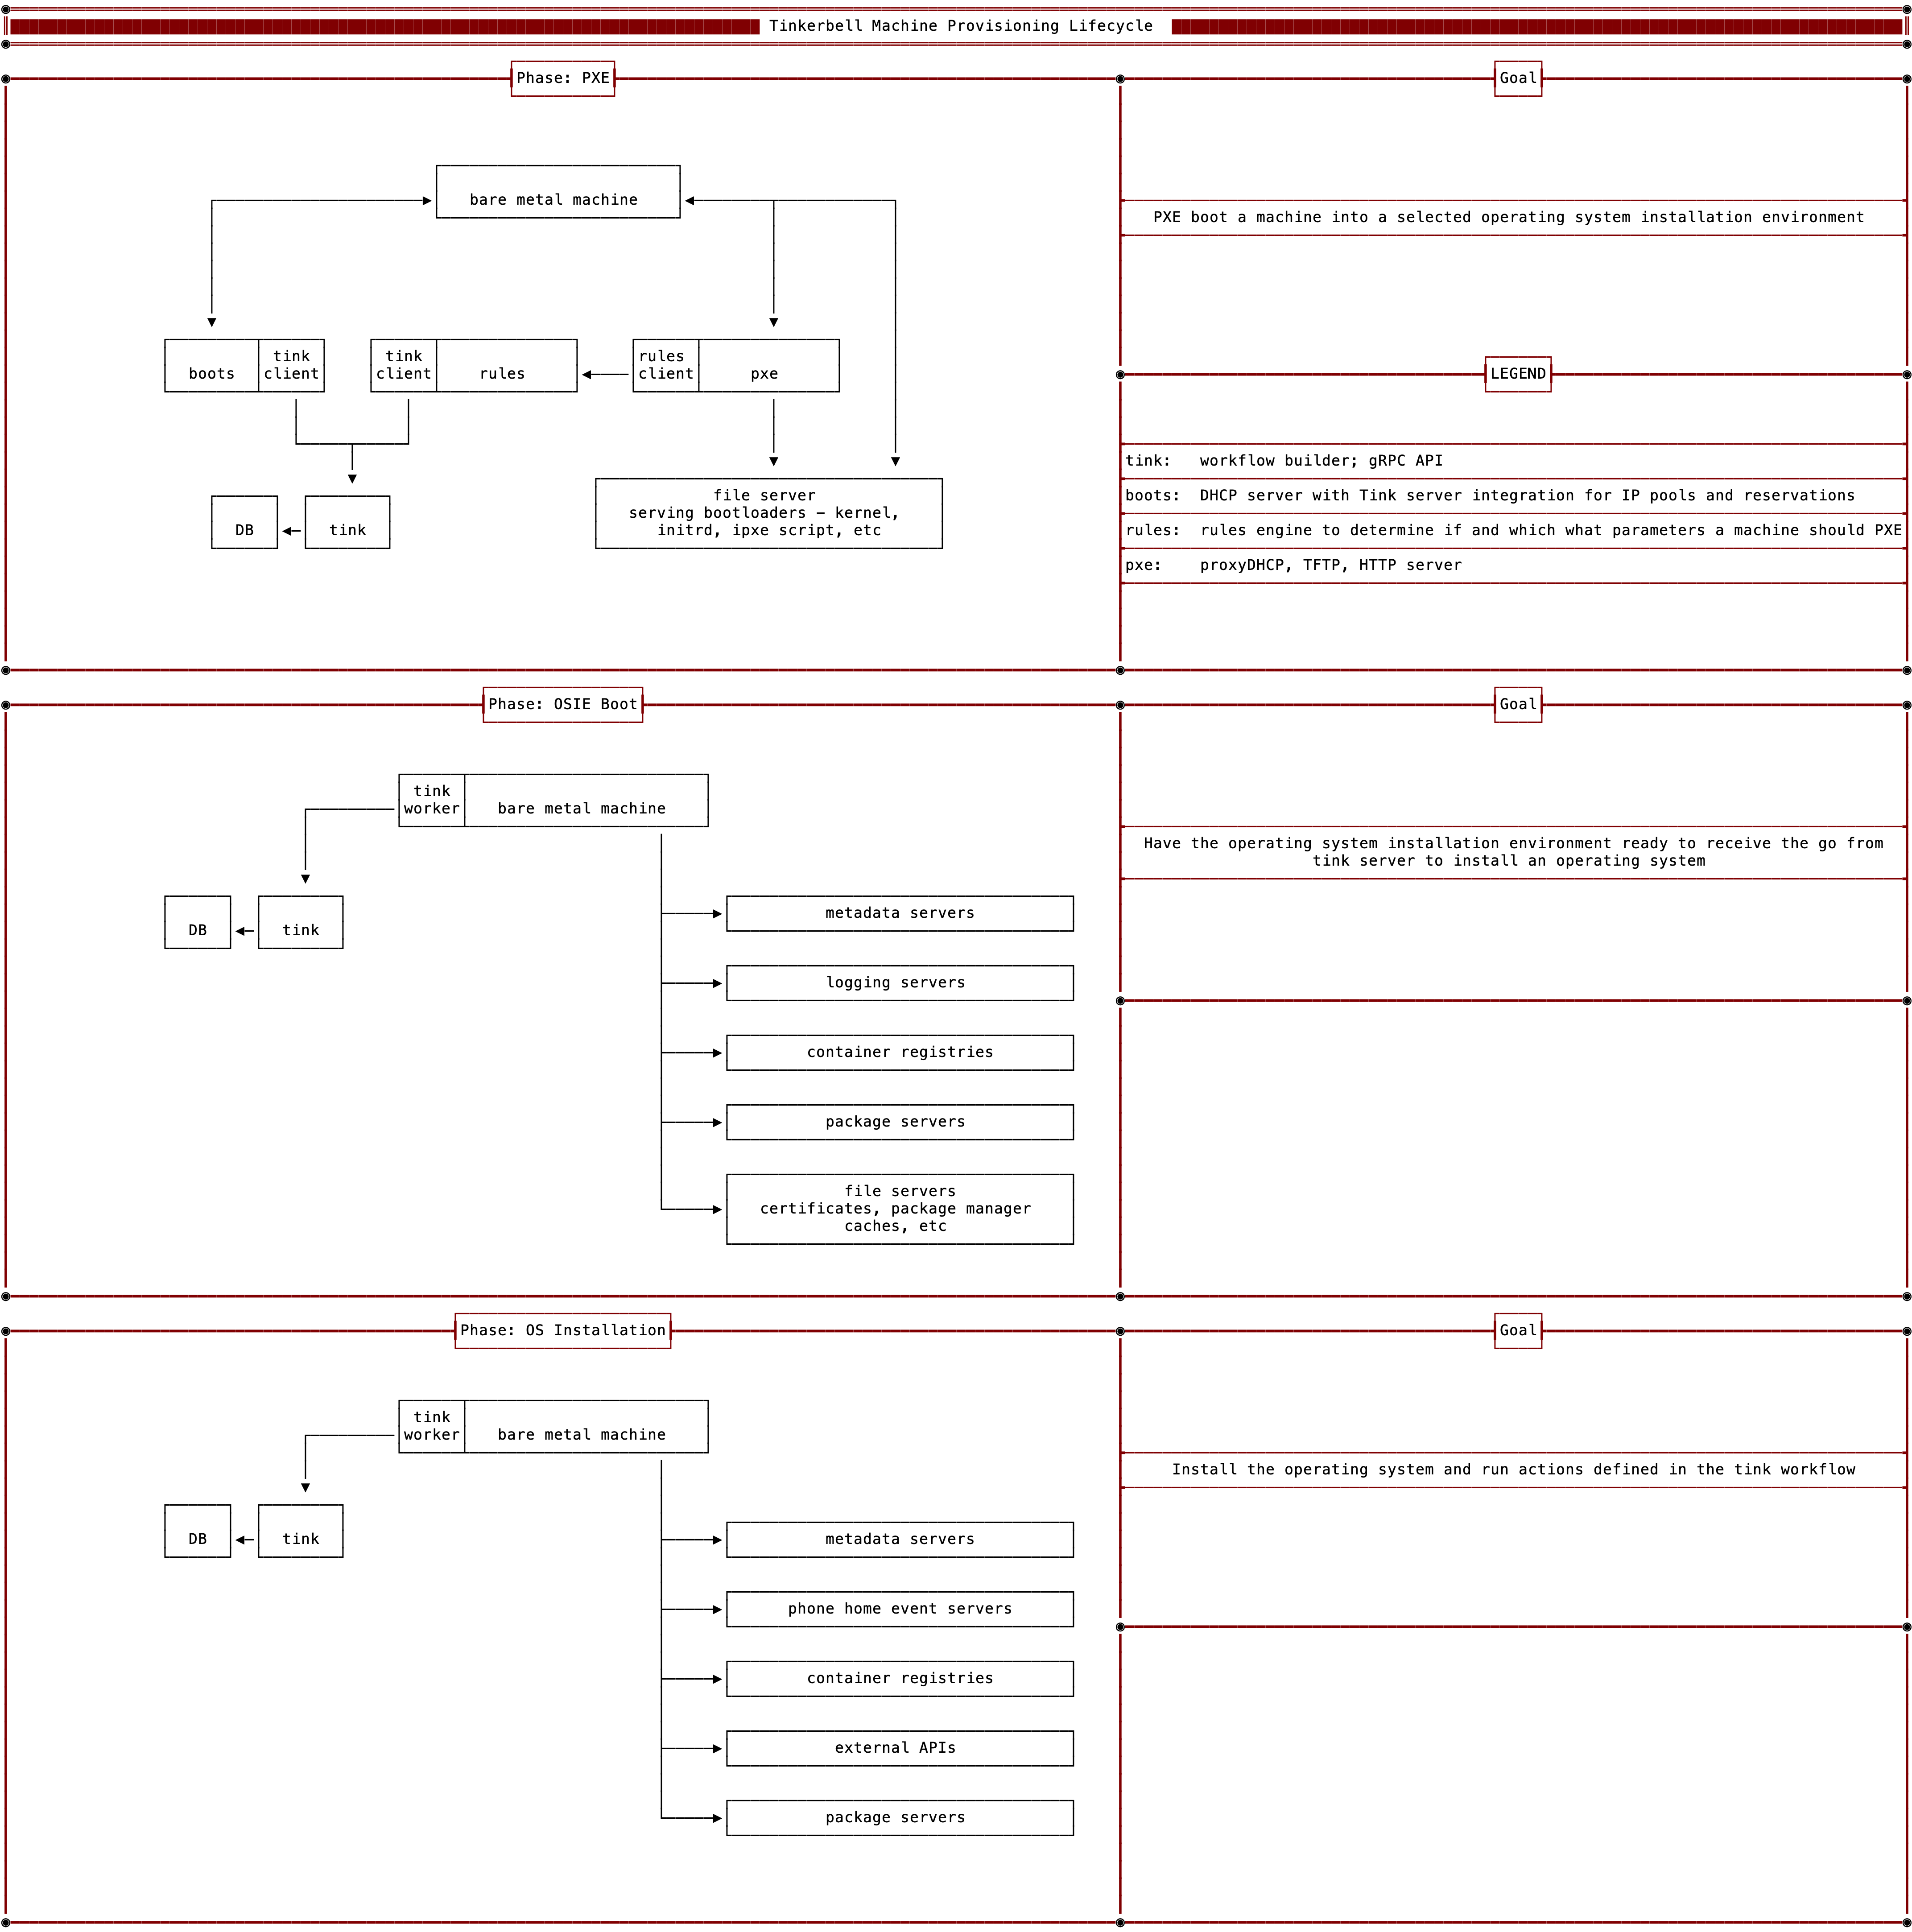 Tinkerbell Machine Provisioning Lifecycle
Phase: PXE
Goal
bare metal machine
PXE boot a machine into a selected operating system installation environment
boots
tink
client
tink
client
rules
rules
client
pxe
LEGEND
tink: workflow builder; gRPC API
boots: DHCP server with Tink server integration for IP pools and reservations
rules: rules engine to determine if and which what parameters a machine should PXE
pxe: proxyDHCP, TFTP, HTTP server
DB
tink
file server
serving bootloaders – kernel,
initrd, ipxe script, etc
Phase: OSIE Boot
Goal
tink
worker
bare metal machine
Have the operating system installation environment ready to receive the go from
tink server to install an operating system
DB
tink
metadata servers
logging servers
container registries
package servers
file servers
certificates, package manager
caches, etc
Phase: OS Installation
Goal
tink
worker
bare metal machine
Install the operating system and run actions defined in the tink workflow
DB
tink
metadata servers
phone home event servers
container registries
external APIs
package servers